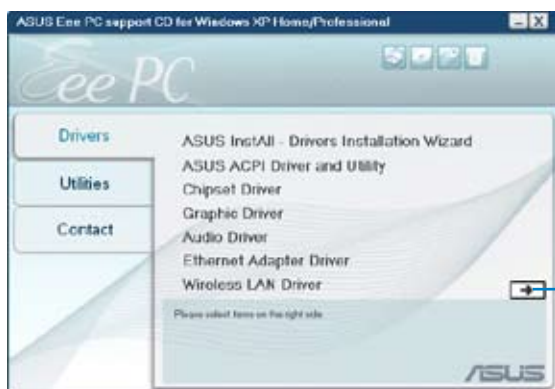 ASUS Eee PC support CD for Windows XP Home/Professional
Eee PC
Drivers
Utilities
Contact
ASUS InstAll - Drivers Installation Wizard
ASUS ACPI Driver and Utility
Chipset Driver
Graphic Driver
Audio Driver
Ethernet Adapter Driver
Wireless LAN Driver
Please select items on the right side.
ASUS